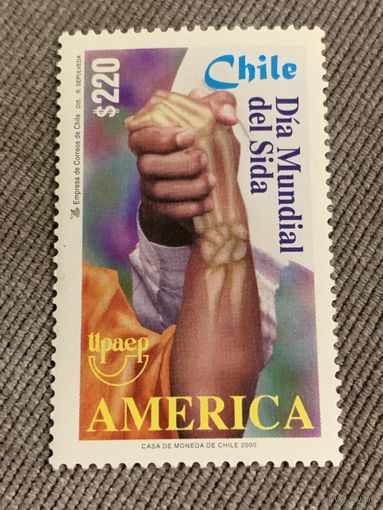 Chile
Día Mundial
del Sida
$220
Empresa de Correos de Chile DIS. R. SEPULVEDA
Upaep
AMERICA
CASA DE MONEDA DE CHILE 2000